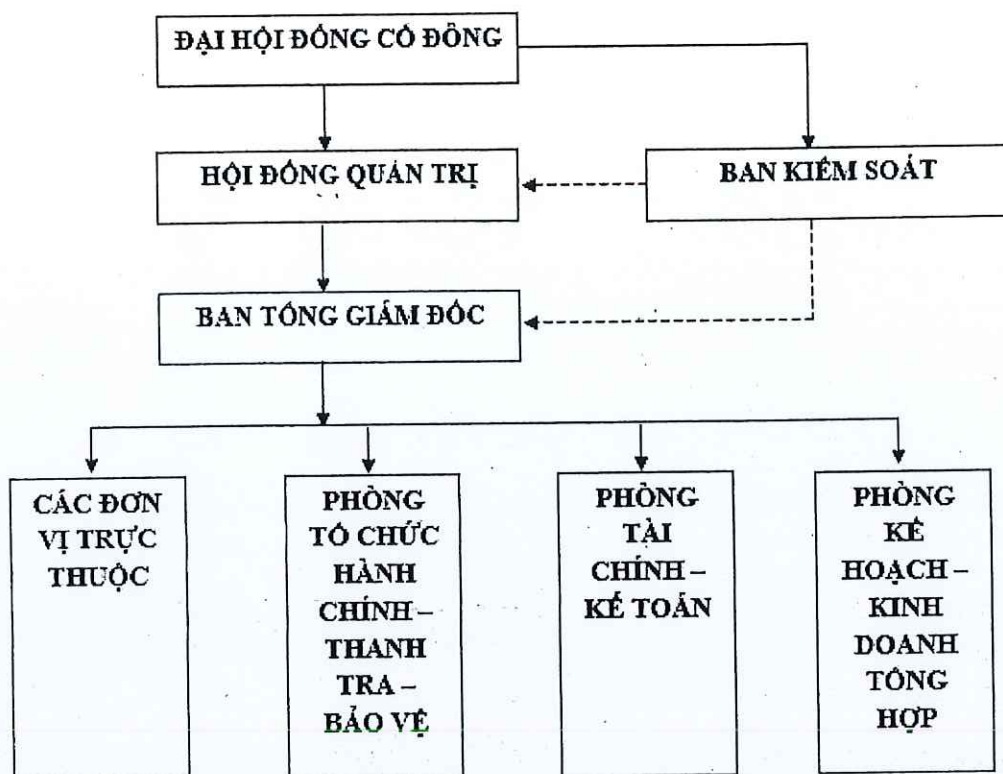 ĐẠI HỘI ĐỒNG CỔ ĐÔNG
HỘI ĐỒNG QUẢN TRỊ
BAN KIỂM SOÁT
BAN TỔNG GIÁM ĐỐC
CÁC ĐƠN
VỊ TRỰC
THUỘC
PHÒNG
TỔ CHỨC
HÀNH
CHÍNH –
THANH
TRA –
BẢO VỆ
PHÒNG
TÀI
CHÍNH –
KẾ TOÁN
PHÒNG
KẾ
HOẠCH –
KINH
DOANH
TỔNG
HỢP